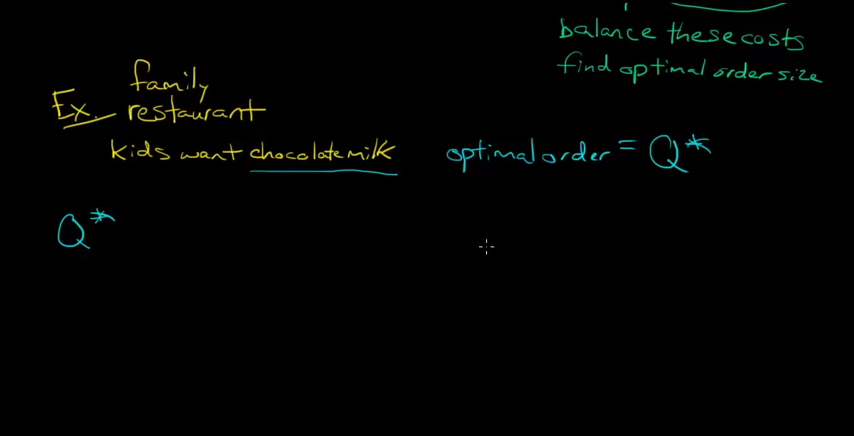 balance these costs
find optimal order size
family
Ex. restaurant
kids want chocolate milk
optimal order = Q*
Q*